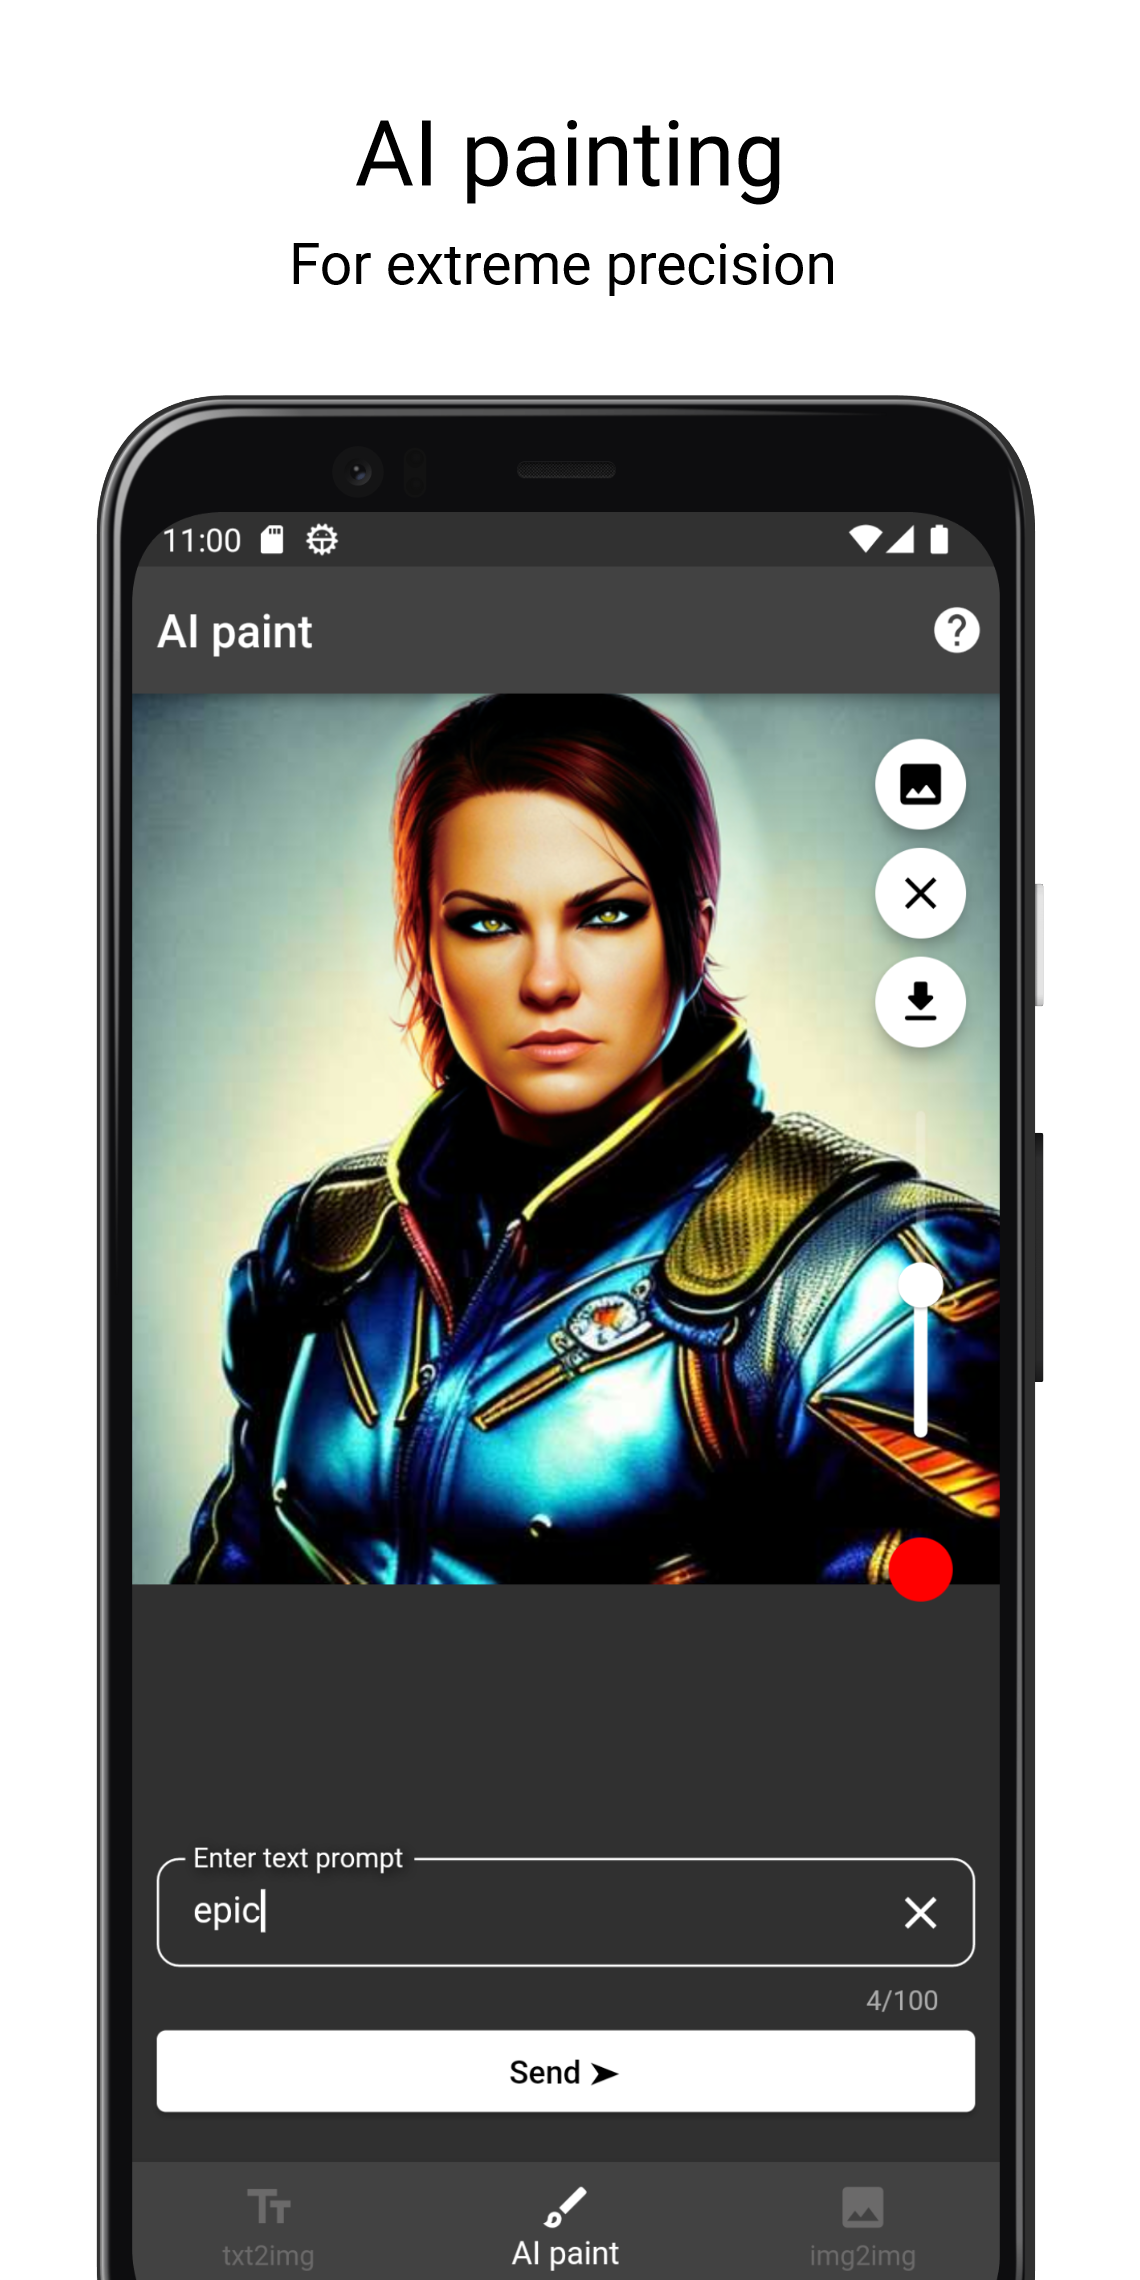 AI painting
For extreme precision
11:00
AI paint
Enter text prompt
epic
4/100
Send
txt2img
AI paint
img2img